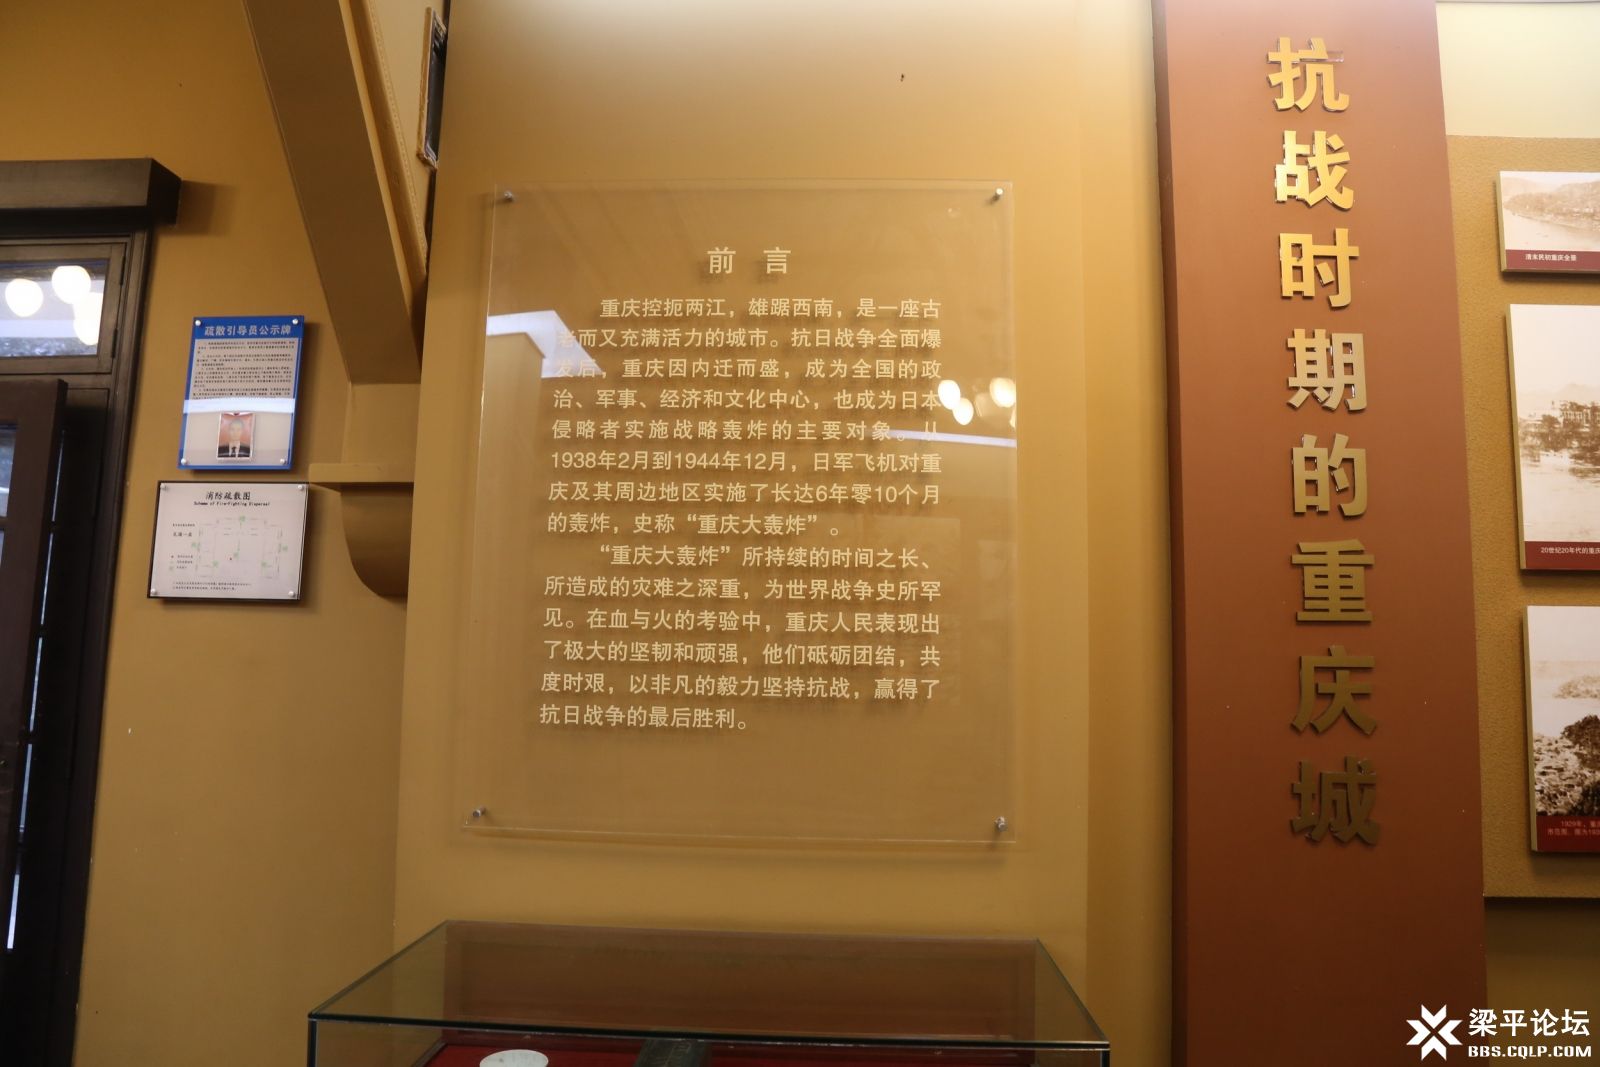 疏散引导员公示牌
消防疏散图
Scheme of Fire-Fighting Dispersal
前 言
重庆控扼两江，雄踞西南，是一座古
老而又充满活力的城市。抗日战争全面爆
发后，重庆因内迁而盛，成为全国的政
治、军事、经济和文化中心，也成为日本
侵略者实施战略轰炸的主要对象。从
1938年2月到1944年12月，日军飞机对重
庆及其周边地区实施了长达6年零10个月
的轰炸，史称“重庆大轰炸”。
“重庆大轰炸”所持续的时间之长、
所造成的灾难之深重，为世界战争史所罕
见。在血与火的考验中，重庆人民表现出
了极大的坚韧和顽强，他们砥砺团结，共
度时艰，以非凡的毅力坚持抗战，赢得了
抗日战争的最后胜利。
抗战时期的重庆城
清末民初重庆全景
20世纪20年代的重庆
1929年，重
梁平论坛
BBS.CQLP.COM